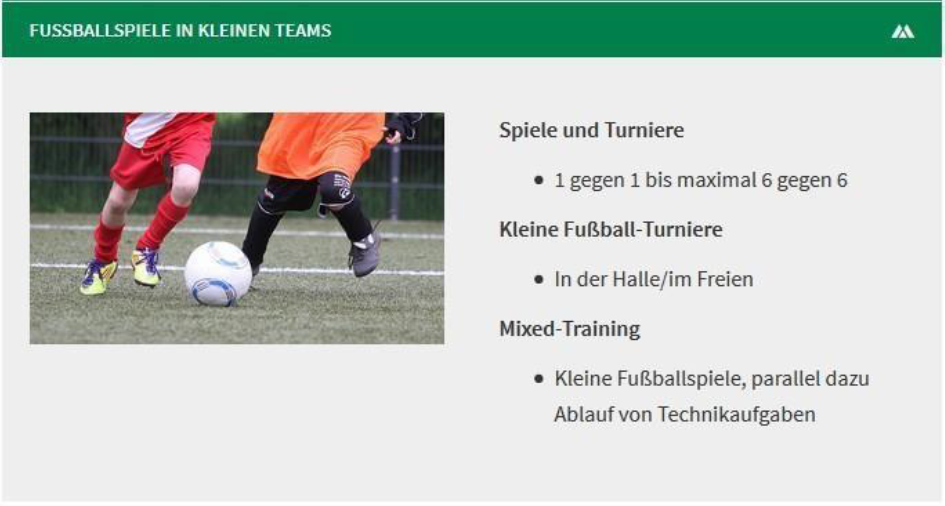 FUSSBALLSPIELE IN KLEINEN TEAMS
Spiele und Turniere
• 1 gegen 1 bis maximal 6 gegen 6
Kleine Fußball-Turniere
• In der Halle/im Freien
Mixed-Training
• Kleine Fußballspiele, parallel dazu
Ablauf von Technikaufgaben